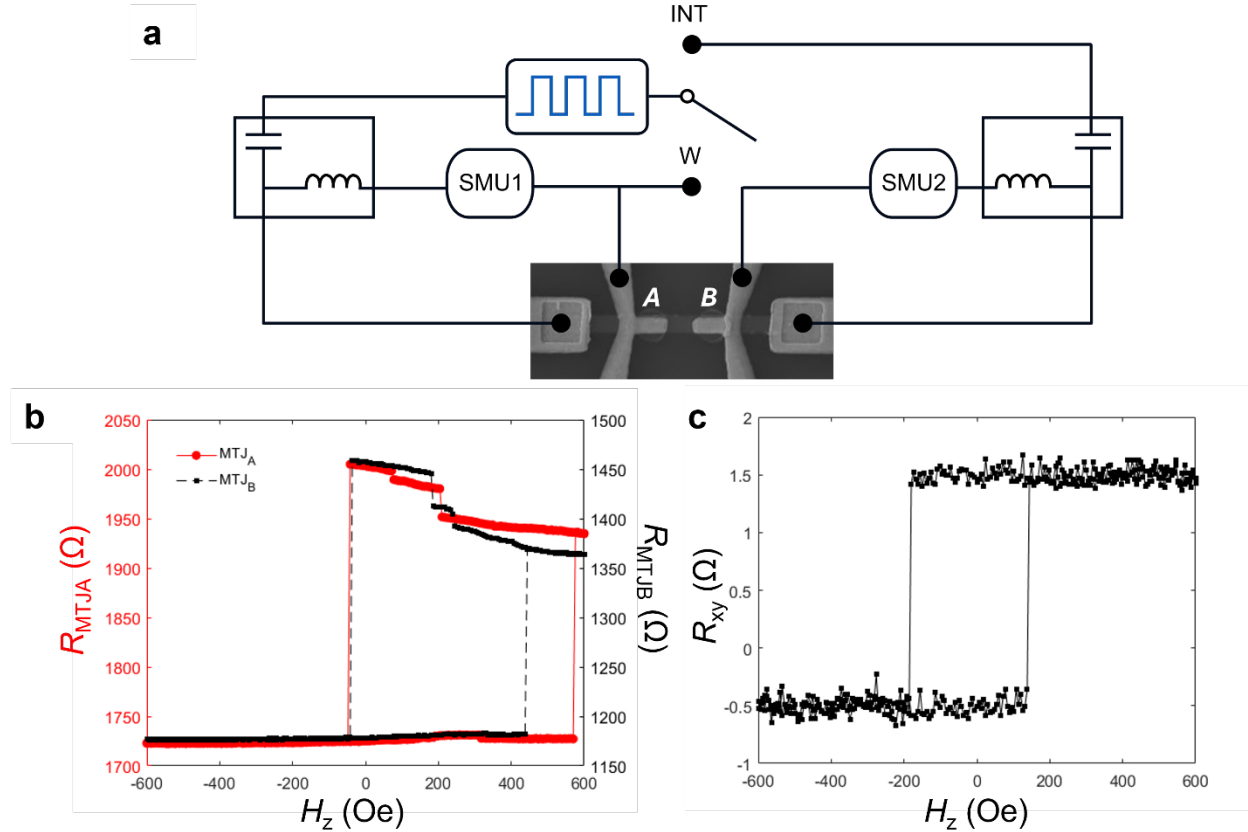 a
INT
W
SMU1
SMU2
A
B
b
2050
2000
1950
1900
1850
1800
1750
1700
R_MTJA (Ω)
MTJ_A
MTJ_B
1500
1450
1400
1350
1300
1250
1200
1150
R_MTJB (Ω)
-600 -400 -200 0 200 400 600
H_z (Oe)
c
2
1.5
1
0.5
0
-0.5
-1
R_xy (Ω)
-600 -400 -200 0 200 400 600
H_z (Oe)